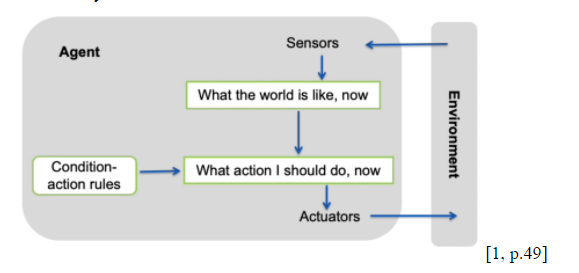 Agent
Sensors
What the world is like, now
Condition-
action rules
What action I should do, now
Actuators
Environment
[1, p.49]